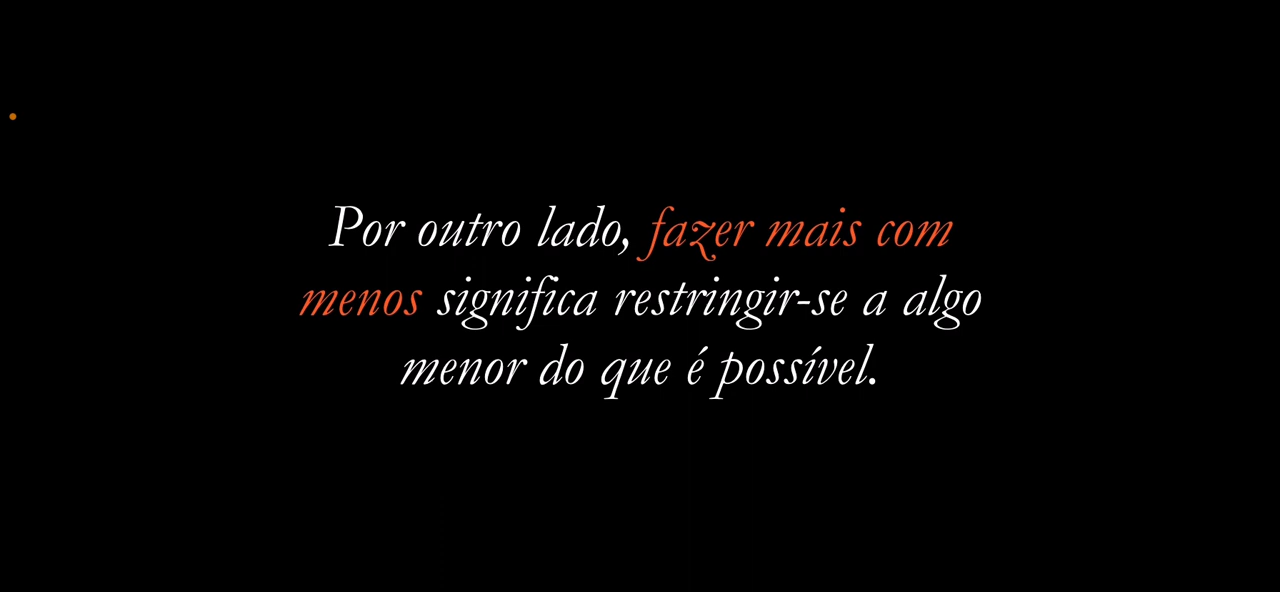 Por outro lado, fazer mais com
menos significa restringir-se a algo
menor do que é possível.